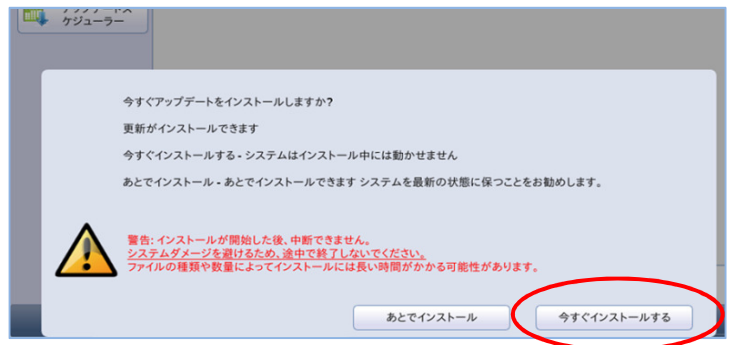 ケジューラー
今すぐアップデートをインストールしますか?
更新がインストールできます
今すぐインストールする - システムはインストール中には動かせません
あとでインストール - あとでインストールできます システムを最新の状態に保つことをお勧めします。
警告: インストールが開始した後、中断できません。
システムダメージを避けるため、途中で終了しないでください。
ファイルの種類や数量によってインストールには長い時間がかかる可能性があります。
あとでインストール
今すぐインストールする